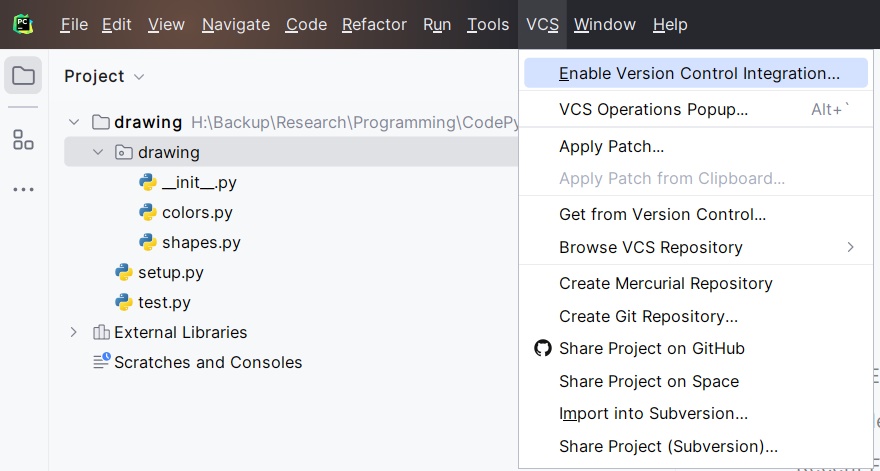 PC File Edit View Navigate Code Refactor Run Tools VCS Window Help
Project
drawing H:\Backup\Research\Programming\CodePy
drawing
__init__.py
colors.py
shapes.py
setup.py
test.py
External Libraries
Scratches and Consoles
Enable Version Control Integration...
VCS Operations Popup... Alt+`
Apply Patch...
Apply Patch from Clipboard...
Get from Version Control...
Browse VCS Repository
Create Mercurial Repository
Create Git Repository...
Share Project on GitHub
Share Project on Space
Import into Subversion...
Share Project (Subversion)...